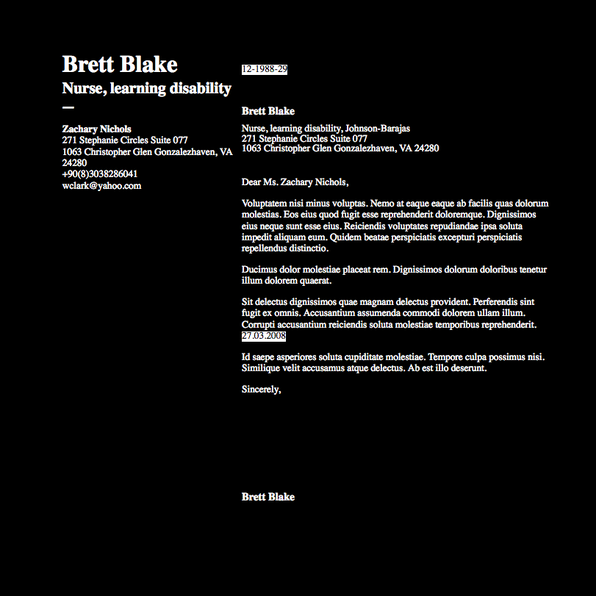 Brett Blake
Nurse, learning disability
—
Zachary Nichols
271 Stephanie Circles Suite 077
1063 Christopher Glen Gonzalezhaven, VA
24280
+90(8)3038286041
wclark@yahoo.com
12-1988-29
Brett Blake
Nurse, learning disability, Johnson-Barajas
271 Stephanie Circles Suite 077
1063 Christopher Glen Gonzalezhaven, VA 24280
Dear Ms. Zachary Nichols,
Voluptatem nisi minus voluptas. Nemo at eaque eaque ab facilis quas dolorum
molestias. Eos eius quod fugit esse reprehenderit doloremque. Dignissimos
eius neque sunt esse eius. Reiciendis voluptates repudiandae ipsa soluta
impedit aliquam eum. Quidem beatae perspiciatis excepturi perspiciatis
repellendus distinctio.
Ducimus dolor molestiae placeat rem. Dignissimos dolorum doloribus tenetur
illum dolorem quaerat.
Sit delectus dignissimos quae magnam delectus provident. Perferendis sint
fugit ex omnis. Accusantium assumenda commodi dolorem ullam illum.
Corrupti accusantium reiciendis soluta molestiae temporibus reprehenderit.
27.03.2008
Id saepe asperiores soluta cupiditate molestiae. Tempore culpa possimus nisi.
Similique velit accusamus atque delectus. Ab est illo deserunt.
Sincerely,
Brett Blake